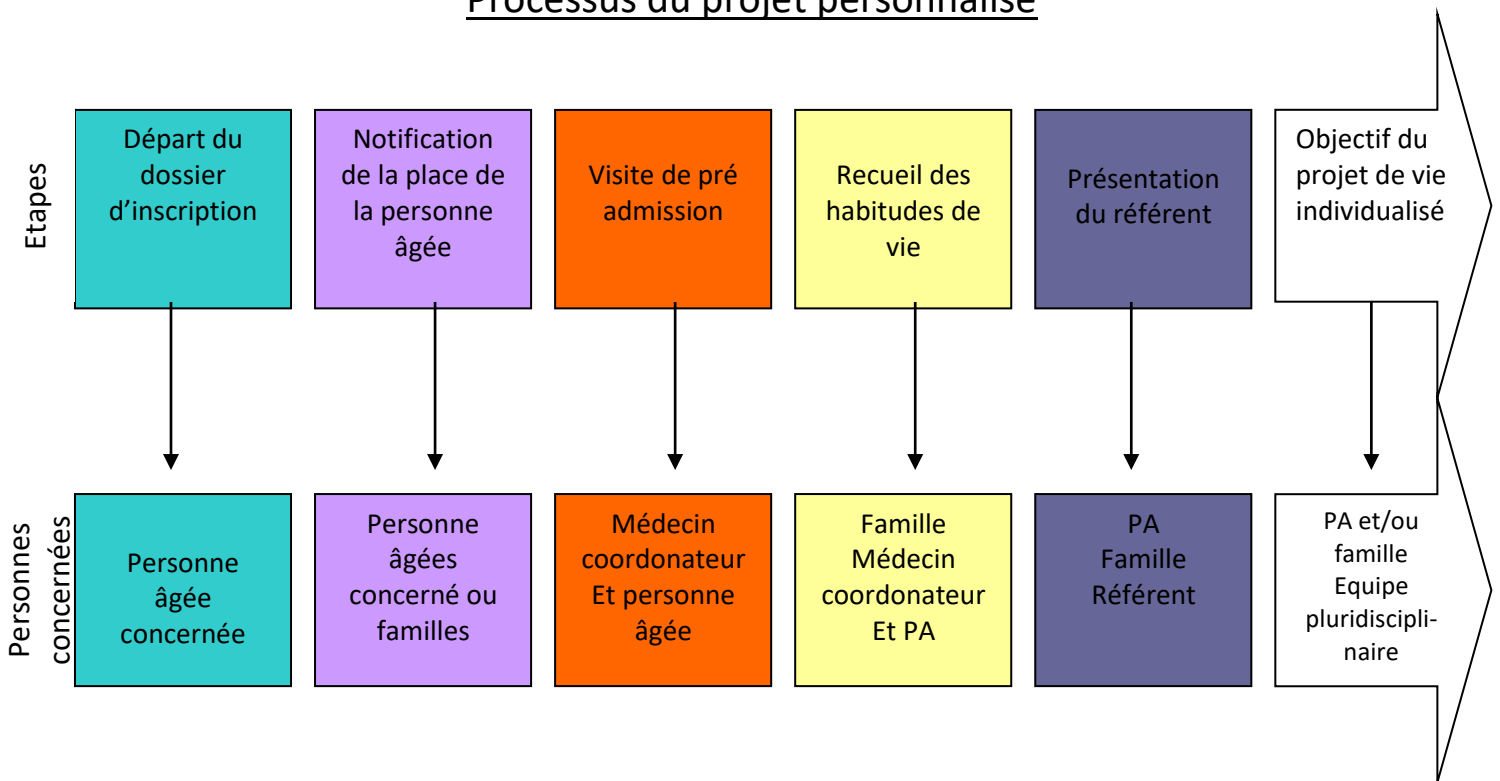 Processus du projet personnalisé
Etapes
Départ du
dossier
d’inscription
Notification
de la place de
la personne
âgée
Visite de pré
admission
Recueil des
habitudes de
vie
Présentation
du référent
Objectif du
projet de vie
individualisé
Personnes
concernées
Personne
âgée
concernée
Personne
âgées
concerné ou
familles
Médecin
coordonateur
Et personne
âgée
Famille
Médecin
coordonateur
Et PA
PA
Famille
Référent
PA et/ou
famille
Equipe
pluridiscipli-
naire